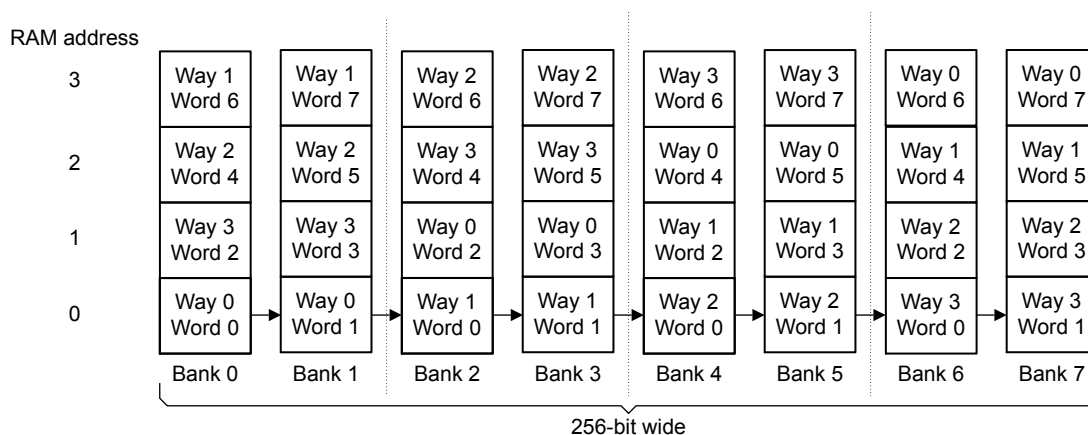 RAM address
3
Way 1
Word 6
Way 1
Word 7
Way 2
Word 6
Way 2
Word 7
Way 3
Word 6
Way 3
Word 7
Way 0
Word 6
Way 0
Word 7
2
Way 2
Word 4
Way 2
Word 5
Way 3
Word 4
Way 3
Word 5
Way 0
Word 4
Way 0
Word 5
Way 1
Word 4
Way 1
Word 5
1
Way 3
Word 2
Way 3
Word 3
Way 0
Word 2
Way 0
Word 3
Way 1
Word 2
Way 1
Word 3
Way 2
Word 2
Way 2
Word 3
0
Way 0
Word 0
Way 0
Word 1
Way 1
Word 0
Way 1
Word 1
Way 2
Word 0
Way 2
Word 1
Way 3
Word 0
Way 3
Word 1
Bank 0
Bank 1
Bank 2
Bank 3
Bank 4
Bank 5
Bank 6
Bank 7
256-bit wide